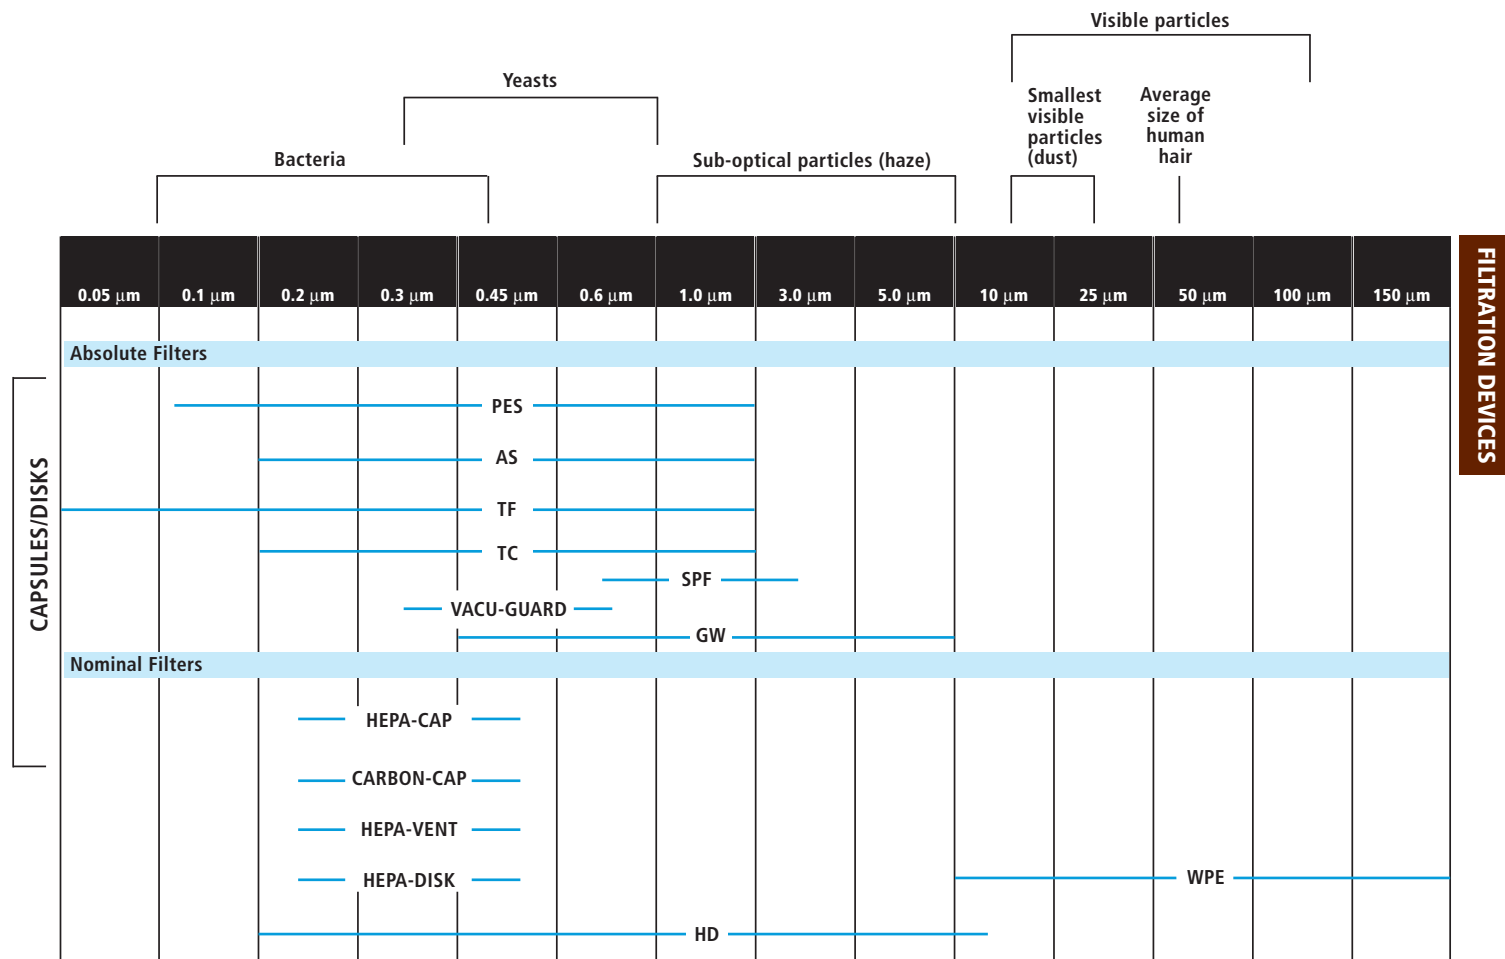 Visible particles
Yeasts
Smallest
visible
particles
(dust)
Average
size of
human
hair
Bacteria
Sub-optical particles (haze)
0.05 μm 0.1 μm 0.2 μm 0.3 μm 0.45 μm 0.6 μm 1.0 μm 3.0 μm 5.0 μm 10 μm 25 μm 50 μm 100 μm 150 μm
FILTRATION DEVICES
Absolute Filters
CAPSULES/DISKS
PES
AS
TF
TC
SPF
VACU-GUARD
GW
Nominal Filters
HEPA-CAP
CARBON-CAP
HEPA-VENT
HEPA-DISK
WPE
HD